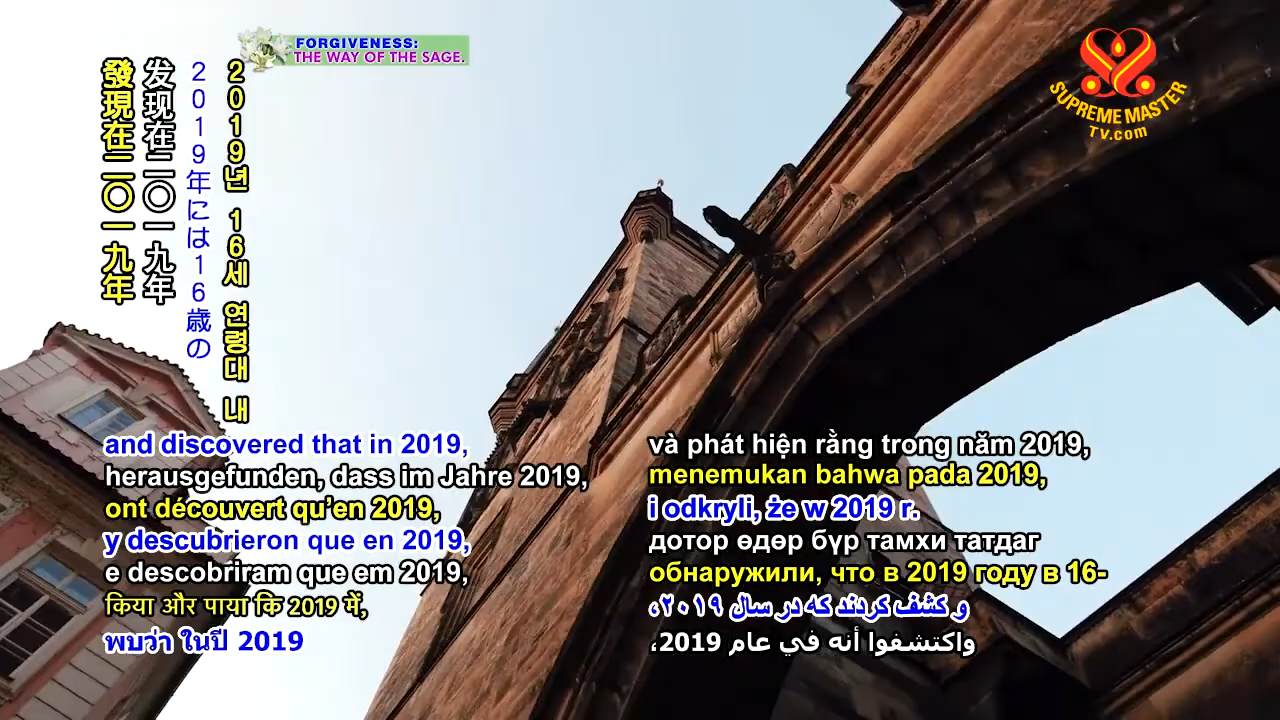 FORGIVENESS:
THE WAY OF THE SAGE.
SUPREME MASTER
TV.com
發現在二〇一九年
发现在二〇一九年
2019年には16歳の
2019년 16세 연령대 내
and discovered that in 2019,
herausgefunden, dass im Jahre 2019,
ont découvert qu'en 2019,
y descubrieron que en 2019,
e descobriram que em 2019,
किया और पाया कि 2019 में,
พบว่า ในปี 2019
và phát hiện rằng trong năm 2019,
menemukan bahwa pada 2019,
i odkryli, że w 2019 r.
дотор өдөр бүр тамхи татдаг
обнаружили, что в 2019 году в 16-
و کشف کردند که در سال ۲۰۱۹،
واكتشفوا أنه في عام 2019،